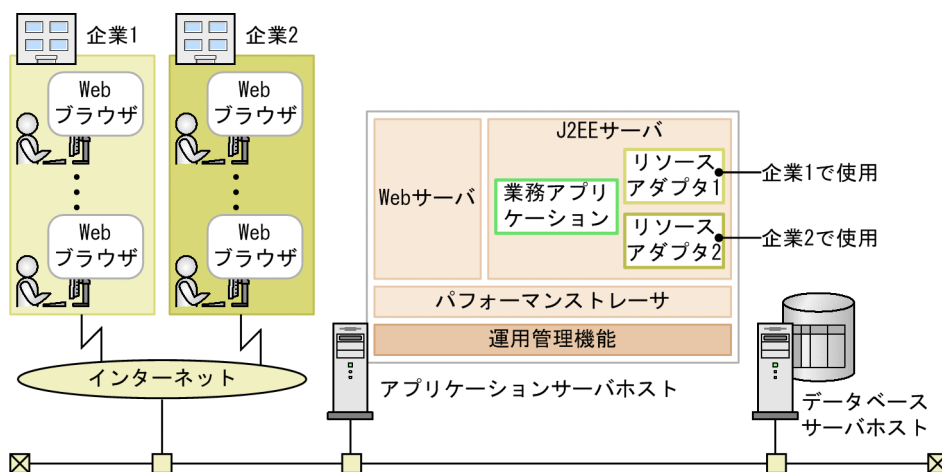 企業1
企業2
Web
ブラウザ
Web
ブラウザ
Web
ブラウザ
Web
ブラウザ
J2EEサーバ
Webサーバ
業務アプリ
ケーション
リソース
アダプタ1
企業1で使用
リソース
アダプタ2
企業2で使用
パフォーマンストレーサ
運用管理機能
インターネット
アプリケーションサーバホスト
データベース
サーバホスト